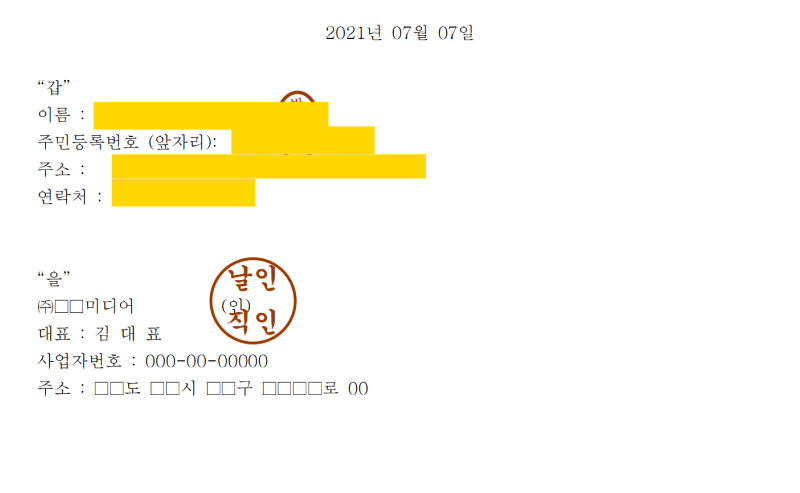 2021년 07월 07일
“갑”
이름 :
주민등록번호 (앞자리):
주소 :
연락처 :
“을”
㈜□□미디어 (인)
날인
직인
대표 : 김 대 표
사업자번호 : 000-00-00000
주소 : □□도 □□시 □□구 □□□□로 00